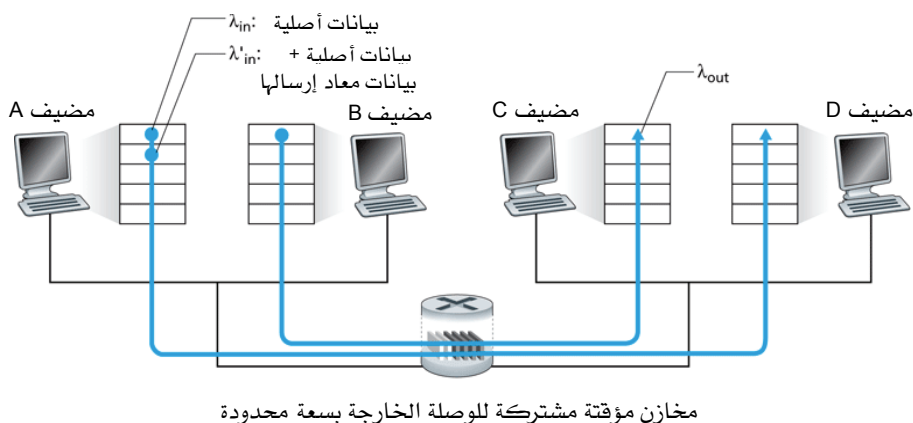 λin: بيانات أصلية
λ'in: بيانات أصلية +
بيانات معاد إرسالها
λout
مضيف A
مضيف B
مضيف C
مضيف D
مخازن مؤقتة مشتركة للوصلة الخارجة بسعة محدودة